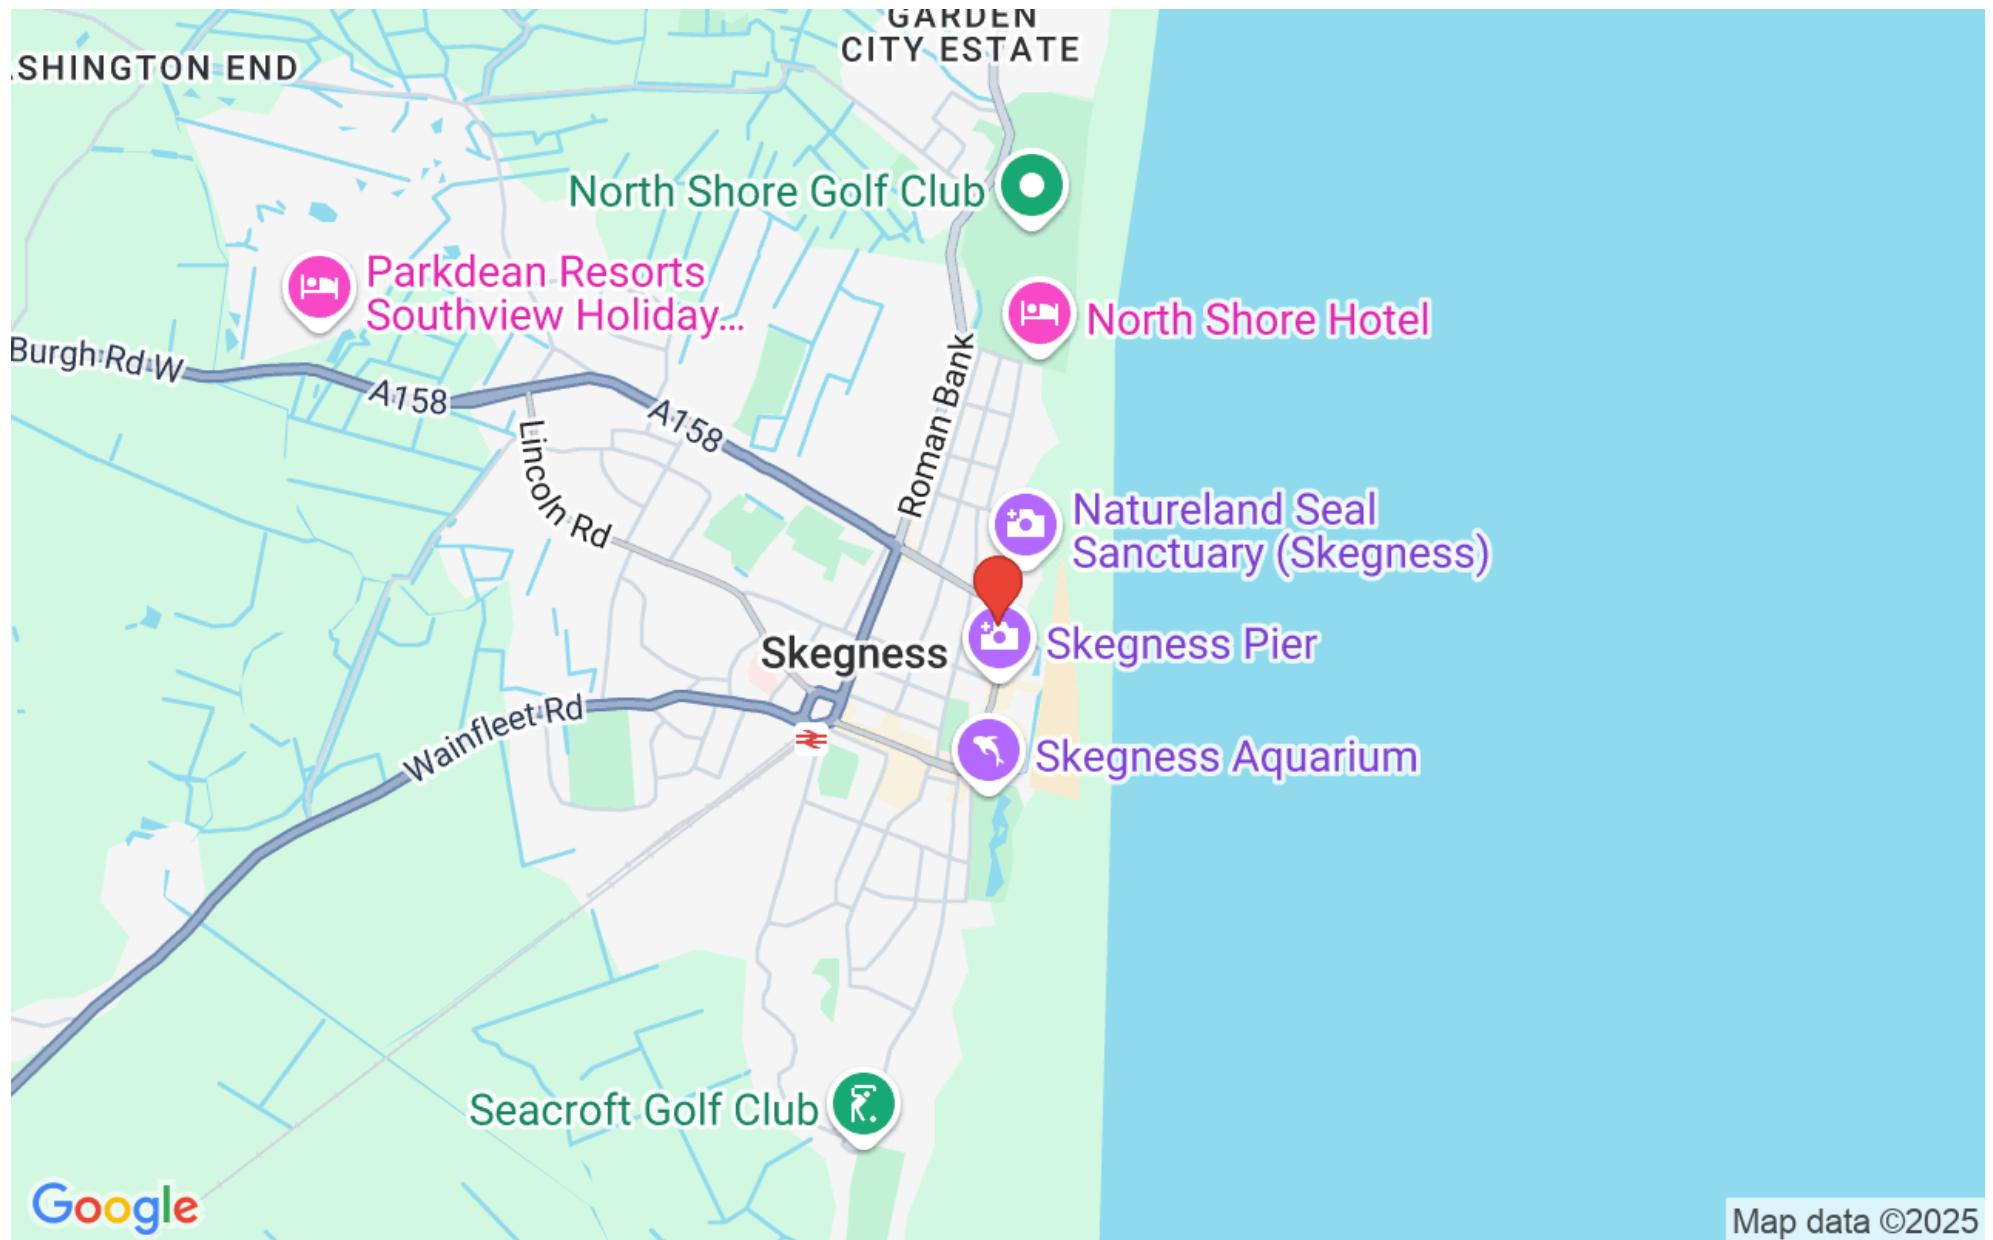 GARDEN
CITY ESTATE
ASHINGTON END
North Shore Golf Club
Parkdean Resorts
Southview Holiday...
North Shore Hotel
Burgh Rd W
A158
A158
Roman Bank
Lincoln Rd
Natureland Seal
Sanctuary (Skegness)
Skegness
Skegness Pier
Wainfleet Rd
Skegness Aquarium
Seacroft Golf Club
Google
Map data ©2025